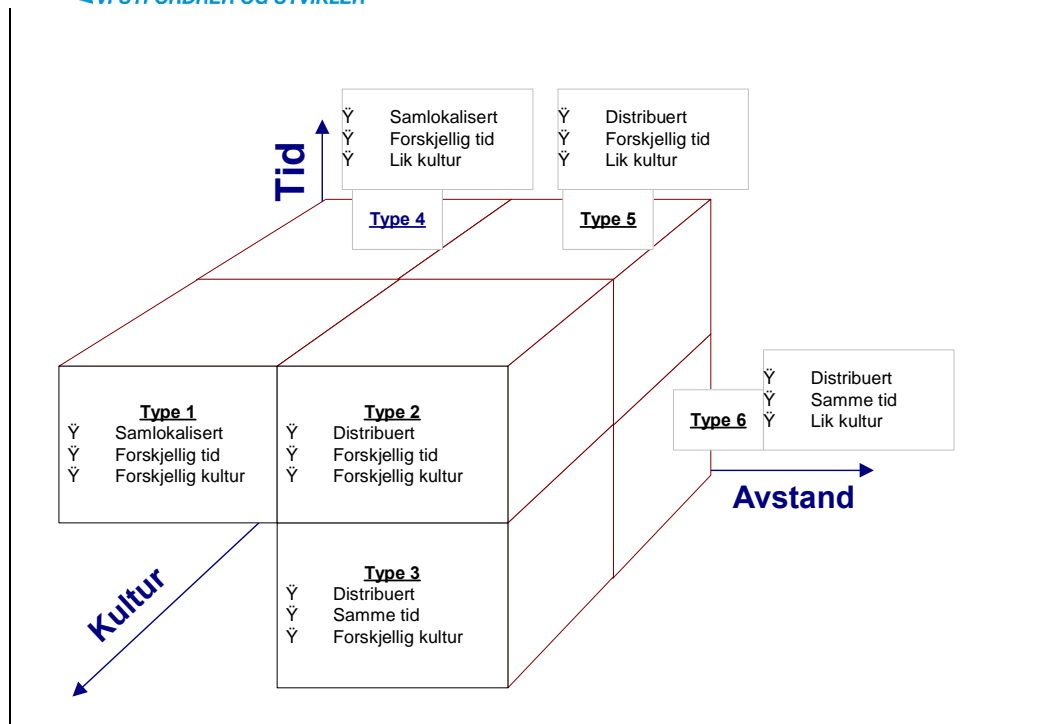 Ÿ Samlokalisert
Ÿ Forskjellig tid
Ÿ Lik kultur
Ÿ Distribuert
Ÿ Forskjellig tid
Ÿ Lik kultur
Tid
Type 4
Type 5
Ÿ Distribuert
Ÿ Samme tid
Ÿ Lik kultur
Type 6
Type 1
Ÿ Samlokalisert
Ÿ Forskjellig tid
Ÿ Forskjellig kultur
Type 2
Ÿ Distribuert
Ÿ Forskjellig tid
Ÿ Forskjellig kultur
Avstand
Kultur
Type 3
Ÿ Distribuert
Ÿ Samme tid
Ÿ Forskjellig kultur